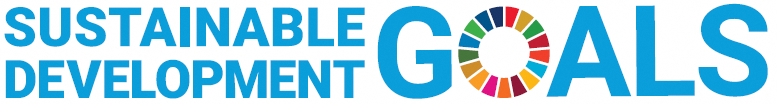 SUSTAINABLE
DEVELOPMENT
GOALS